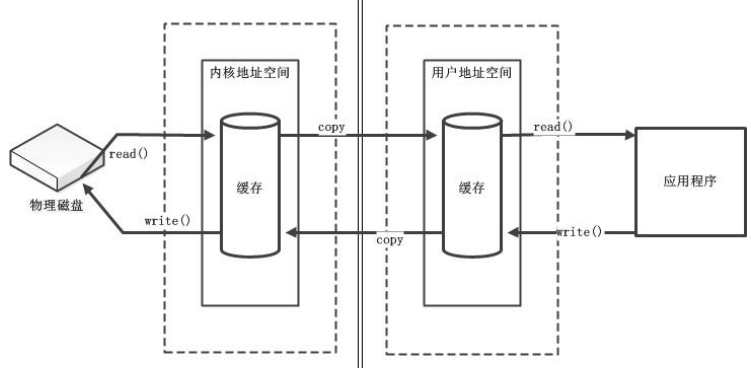 内核地址空间
用户地址空间
read()
copy
read()
缓存
缓存
应用程序
物理磁盘
write()
copy
write()